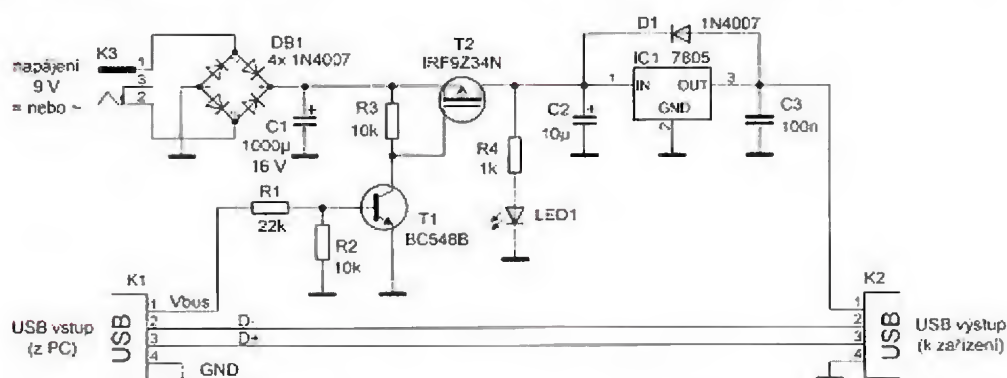 K3
napájení
9 V
= nebo ~
1
3
2
DB1
4x 1N4007
C1
1000µ
16 V
+
R3
10k
T2
IRF9Z34N
R4
1k
LED1
C2
10µ
+
D1
1N4007
IC1
7805
IN
OUT
GND
1
2
3
C3
100n
R1
22k
R2
10k
T1
BC548B
K1
USB vstup
(z PC)
USB
1
2
3
4
Vbus
D-
D+
GND
K2
1
2
3
4
USB
USB výstup
(k zařízení)